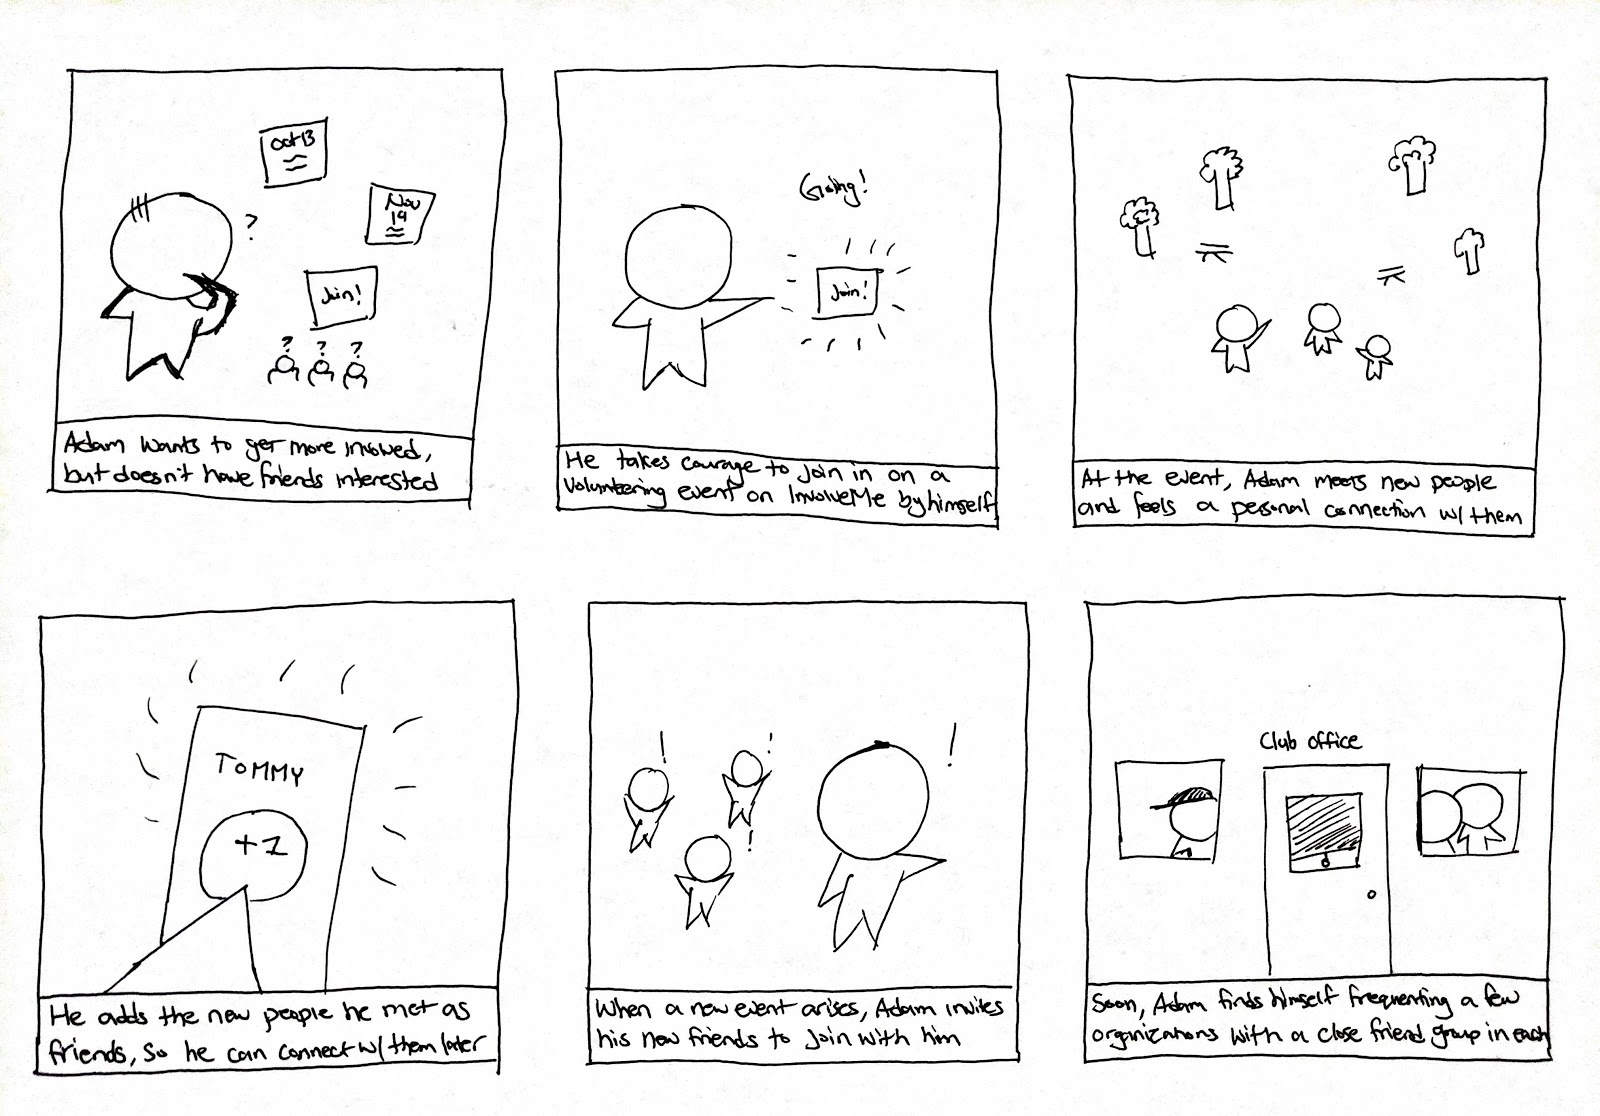 oct 13
?
Nov
19
Join!
? ? ?
Adam wants to get more involved,
but doesn't have friends interested
Going!
Join!
He takes courage to join in on a
volunteering event on InvolveMe by himself
At the event, Adam meets new people
and feels a personal connection w/ them
TOMMY
+1
He adds the new people he met as
friends, so he can connect w/ them later
! ! !
!
When a new event arises, Adam invites
his new friends to join with him
Club office
Soon, Adam finds himself frequenting a few
organizations with a close friend group in each